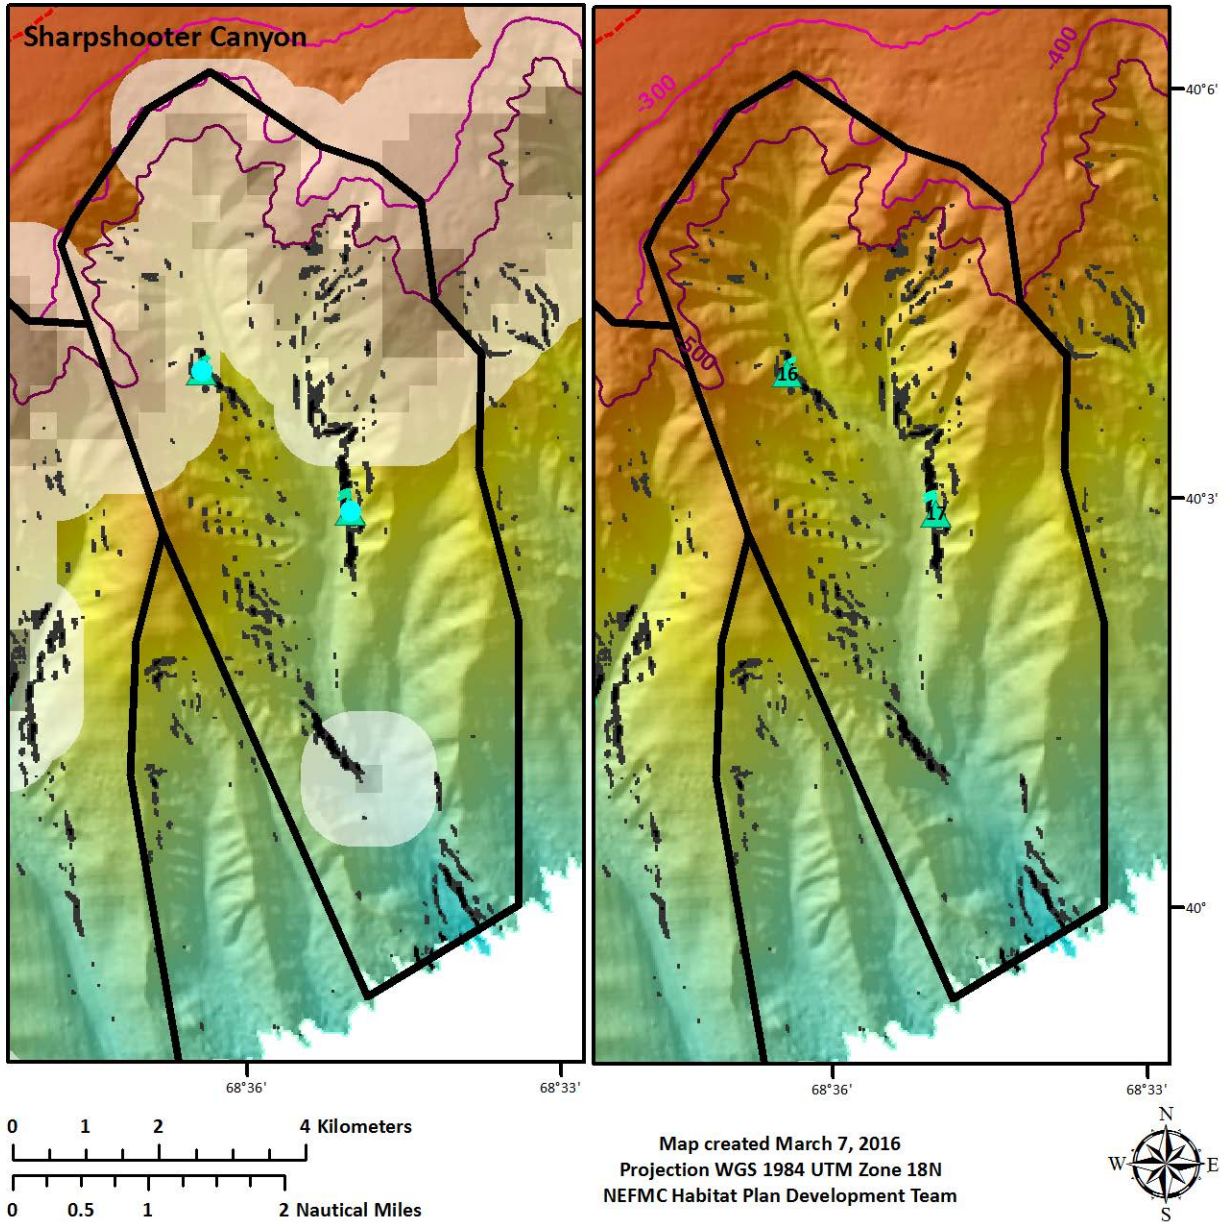 Sharpshooter Canyon
-300
-400
-500
16
17
40°6'
40°3'
40°
68°36'
68°33'
68°36'
68°33'
0 1 2 4 Kilometers
0 0.5 1 2 Nautical Miles
Map created March 7, 2016
Projection WGS 1984 UTM Zone 18N
NEFMC Habitat Plan Development Team
N
W E
S